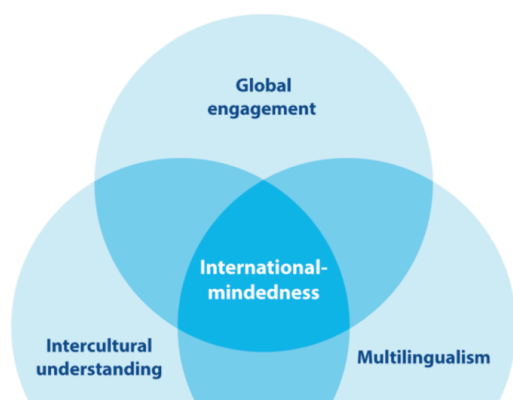 Global
engagement
International-
mindedness
Intercultural
understanding
Multilingualism